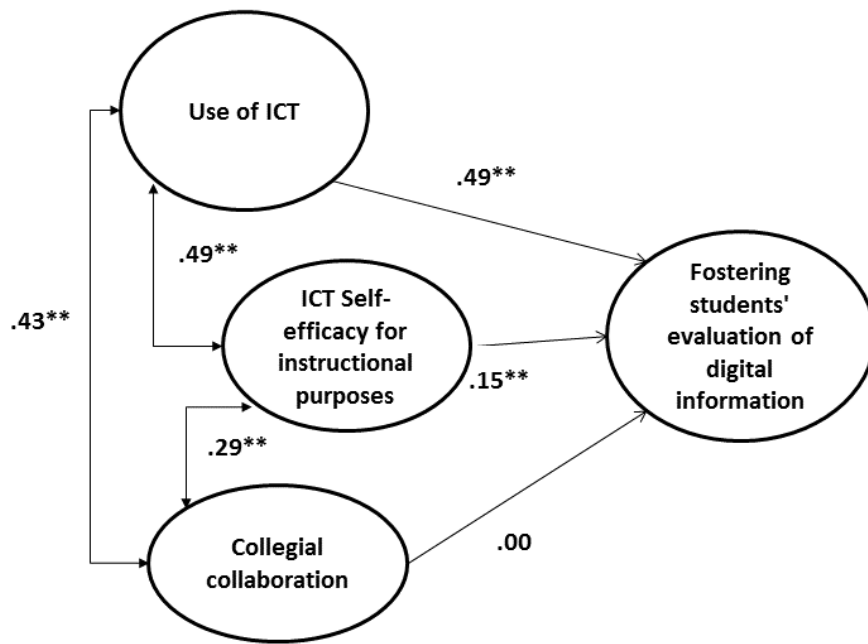 Use of ICT
.49**
.49**
Fostering
students'
evaluation of
digital
information
ICT Self-
efficacy for
instructional
purposes
.43**
.15**
.29**
.00
Collegial
collaboration